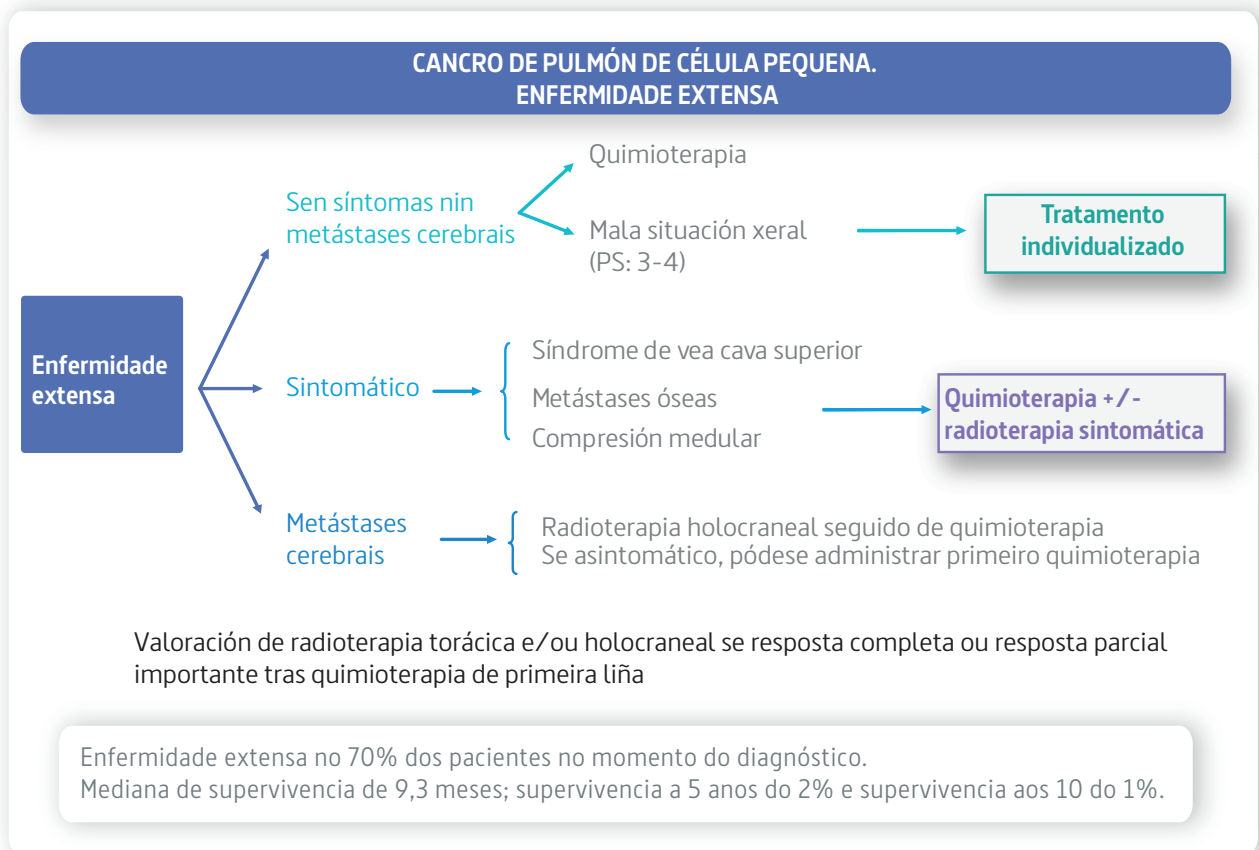 CANCRO DE PULMÓN DE CÉLULA PEQUENA.
ENFERMIDADE EXTENSA
Enfermidade
extensa
Sen síntomas nin
metástases cerebrais
Quimioterapia
Mala situación xeral
(PS: 3-4)
Tratamento
individualizado
Sintomático
Síndrome de vea cava superior
Metástases óseas
Compresión medular
Quimioterapia +/-
radioterapia sintomática
Metástases
cerebrais
Radioterapia holocraneal seguido de quimioterapia
Se asintomático, pódese administrar primeiro quimioterapia
Valoración de radioterapia torácica e/ou holocraneal se resposta completa ou resposta parcial
importante tras quimioterapia de primeira liña
Enfermidade extensa no 70% dos pacientes no momento do diagnóstico.
Mediana de supervivencia de 9,3 meses; supervivencia a 5 anos do 2% e supervivencia aos 10 do 1%.